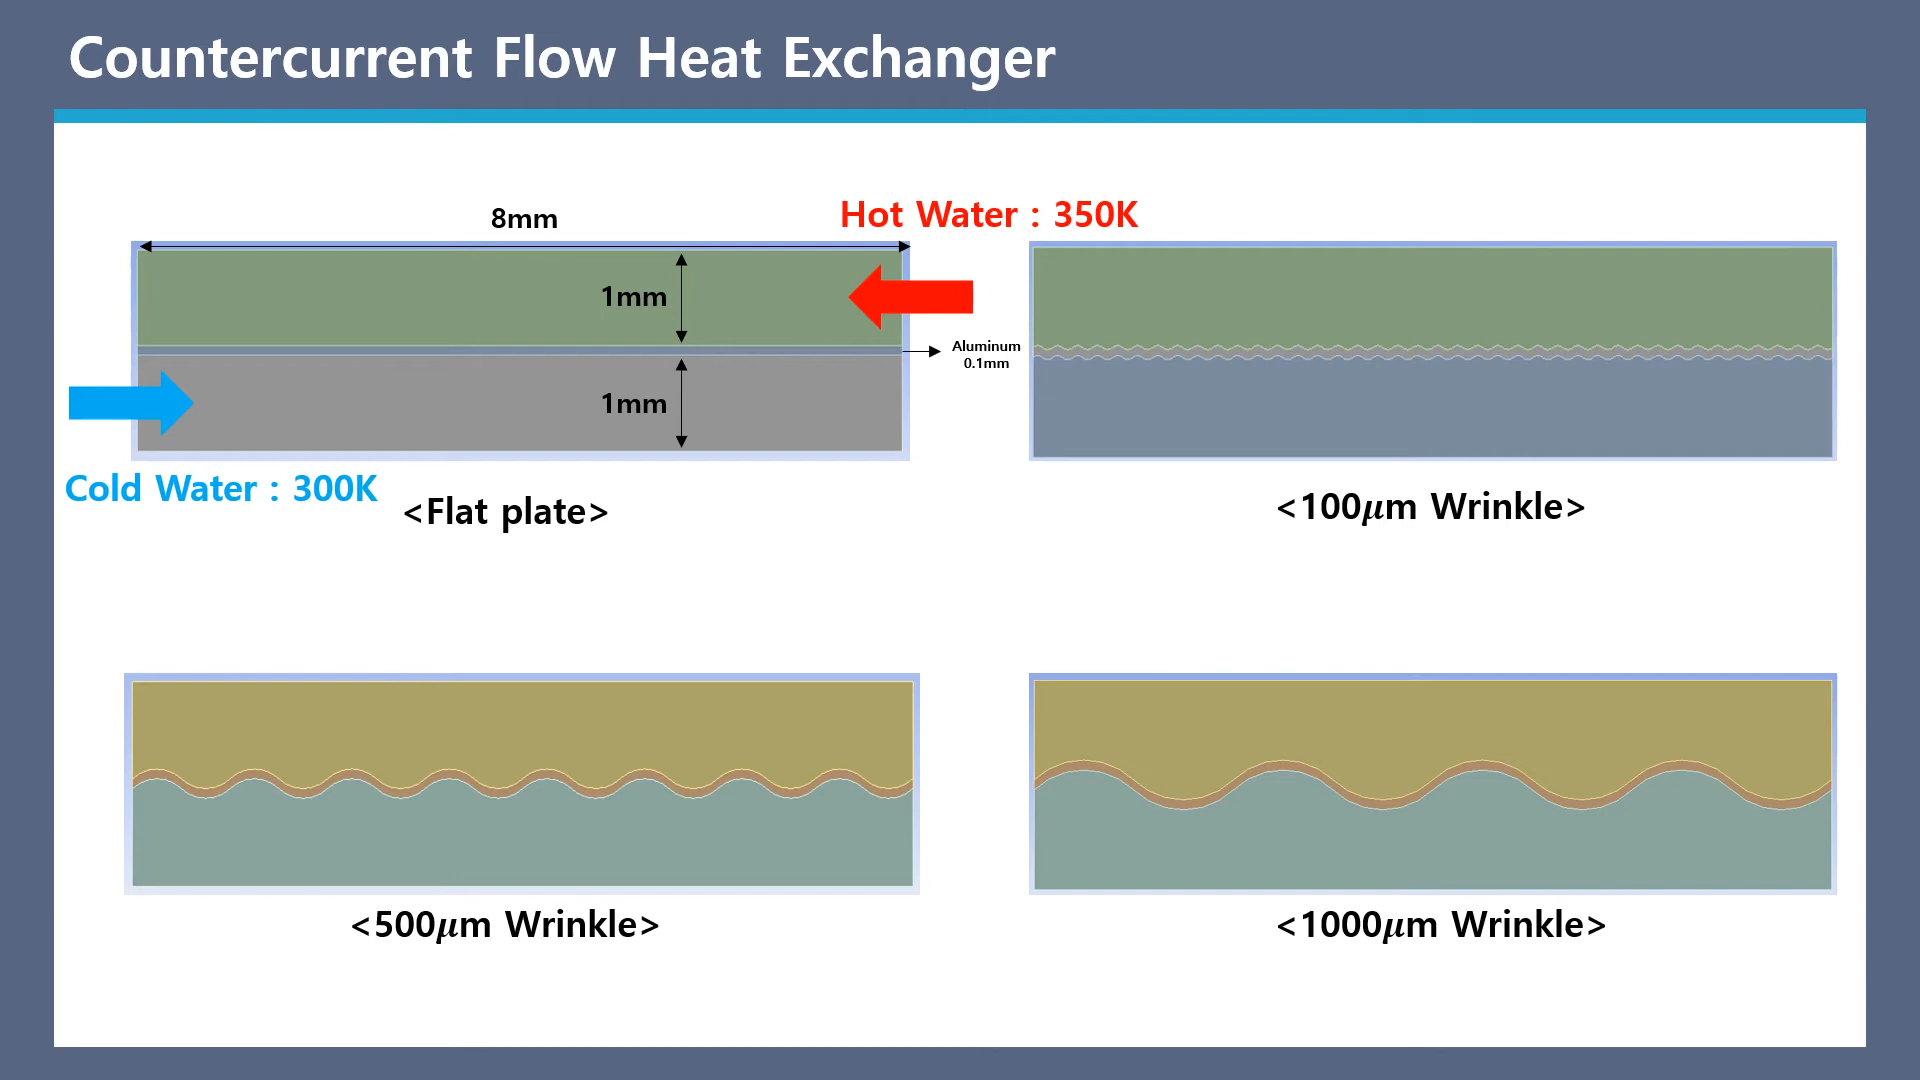 Countercurrent Flow Heat Exchanger
8mm
Hot Water : 350K
1mm
Aluminum
0.1mm
1mm
Cold Water : 300K
<Flat plate>
<100μm Wrinkle>
<500μm Wrinkle>
<1000μm Wrinkle>